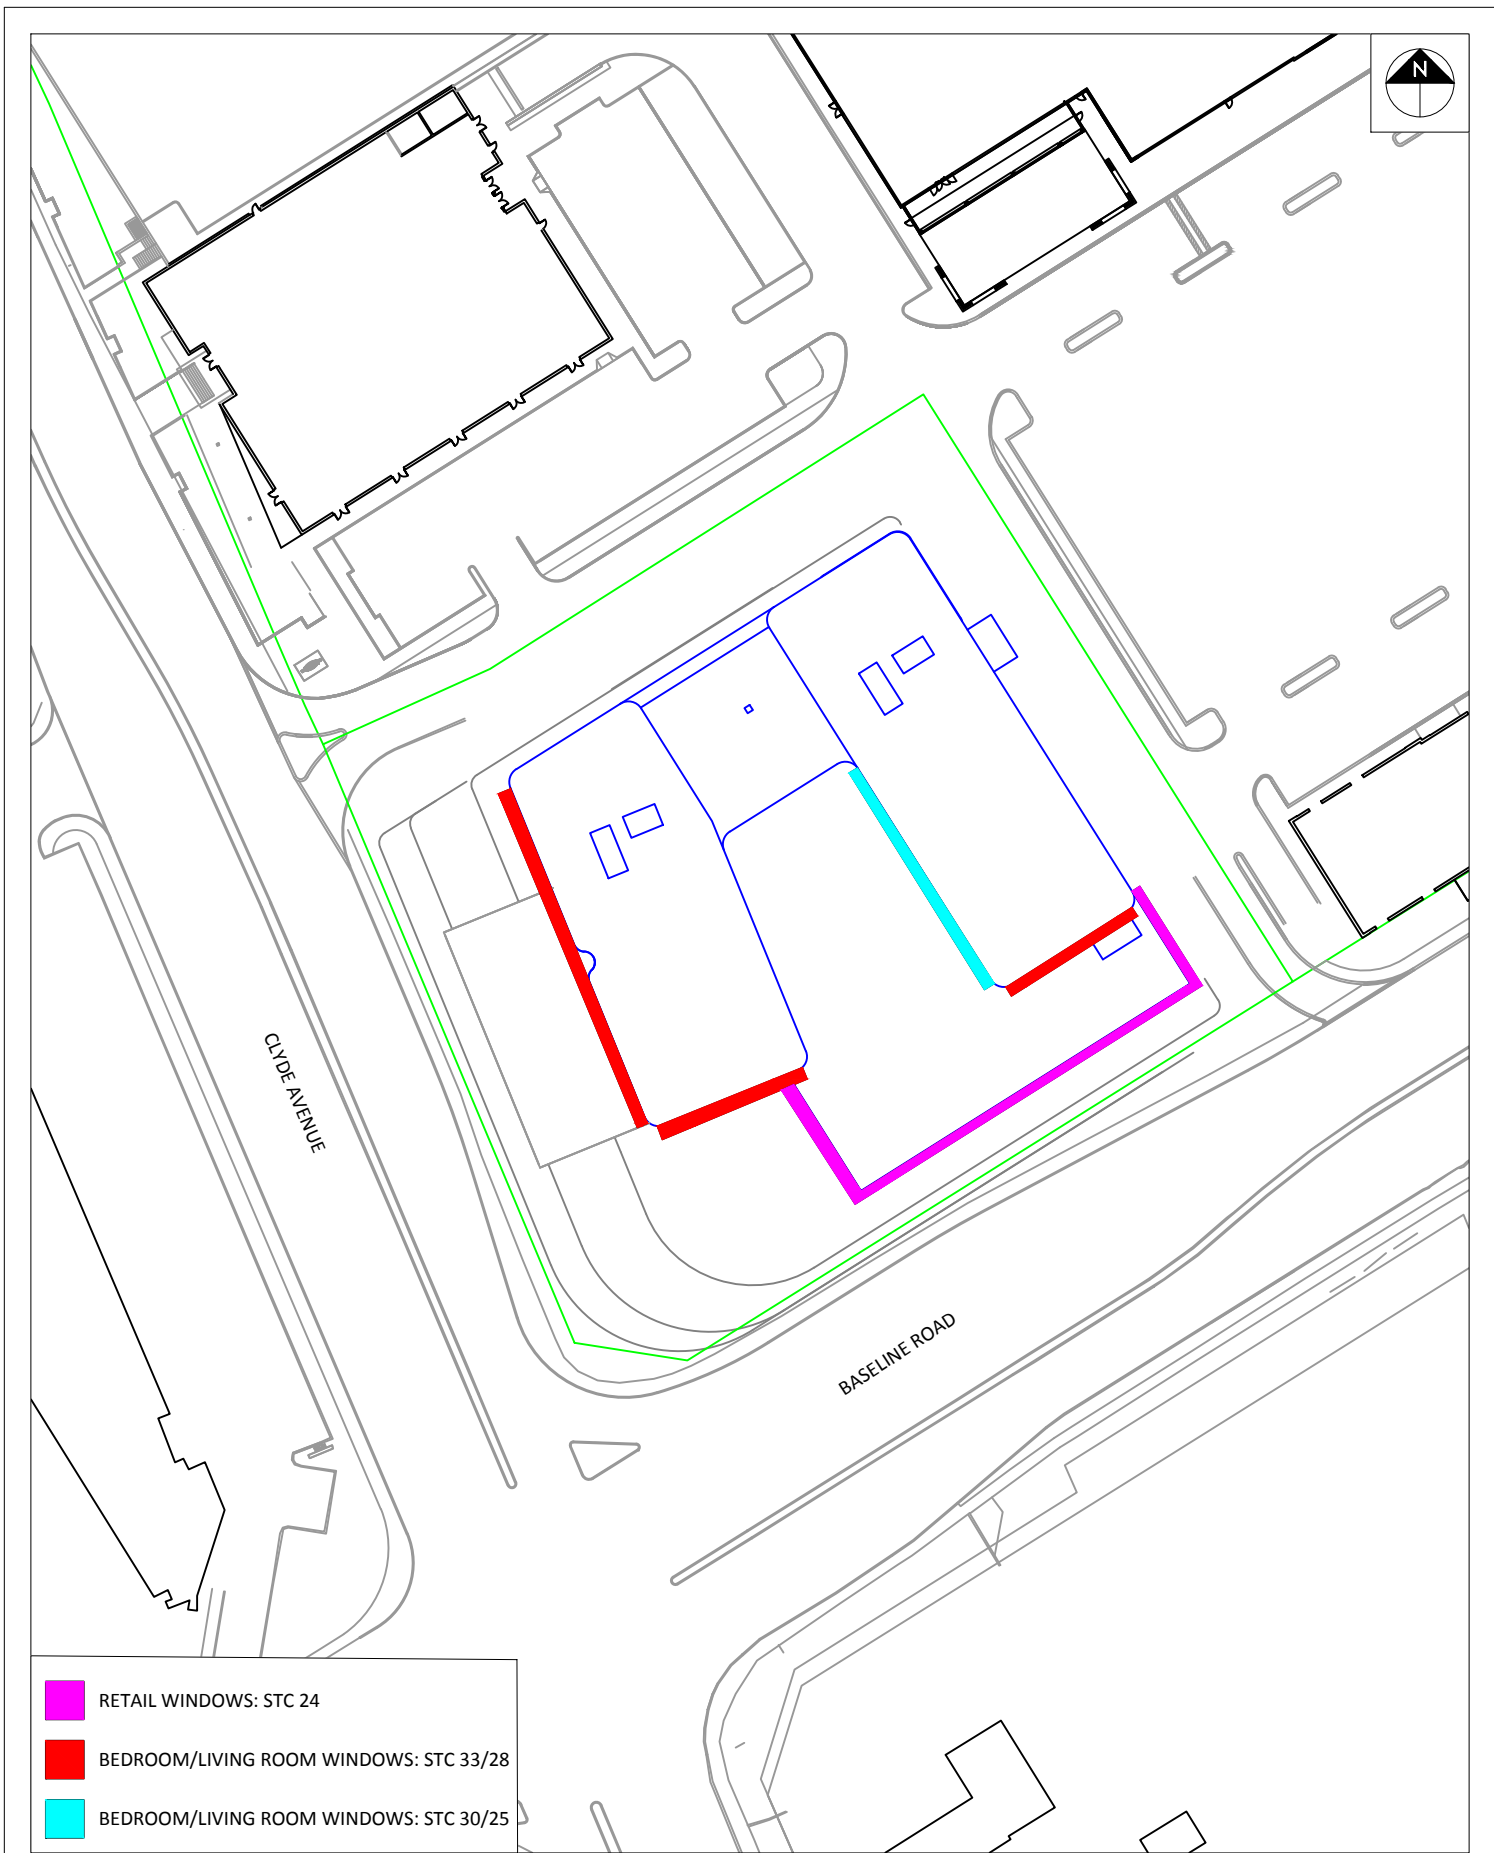 N
CLYDE AVENUE
BASELINE ROAD
RETAIL WINDOWS: STC 24
BEDROOM/LIVING ROOM WINDOWS: STC 33/28
BEDROOM/LIVING ROOM WINDOWS: STC 30/25